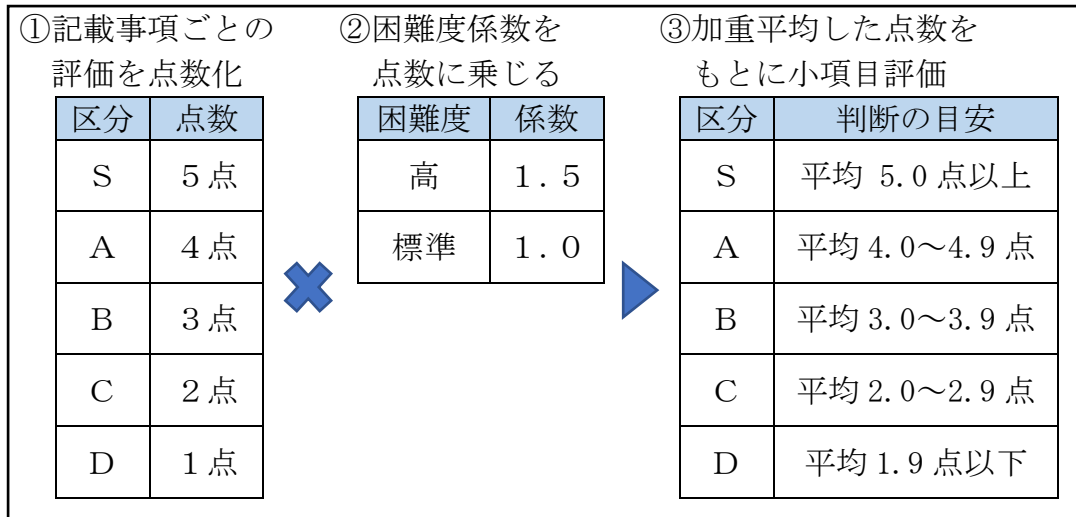 ①記載事項ごとの
評価を点数化
区分 点数
S 5点
A 4点
B 3点
C 2点
D 1点
②困難度係数を
点数に乗じる
困難度 係数
高 1.5
標準 1.0
③加重平均した点数を
もとに小項目評価
区分 判断の目安
S 平均 5.0 点以上
A 平均 4.0～4.9 点
B 平均 3.0～3.9 点
C 平均 2.0～2.9 点
D 平均 1.9 点以下